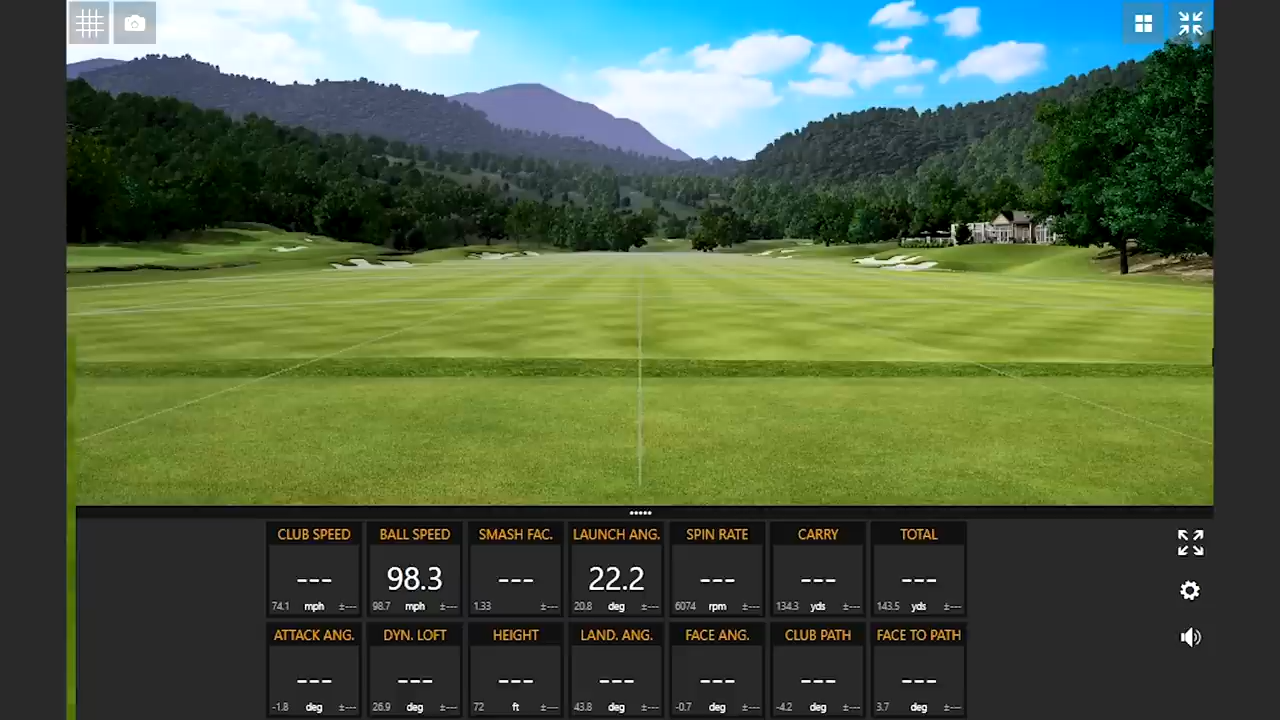 CLUB SPEED BALL SPEED SMASH FAC. LAUNCH ANG. SPIN RATE CARRY TOTAL
--- 98.3 --- 22.2 --- --- ---
74.1 mph ±--- 98.7 mph ±--- 1.33 ±--- 20.8 deg ±--- 6074 rpm ±--- 134.3 yds ±--- 143.5 yds ±---
ATTACK ANG. DYN. LOFT HEIGHT LAND. ANG. FACE ANG. CLUB PATH FACE TO PATH
--- --- --- --- --- --- ---
-1.8 deg ±--- 26.9 deg ±--- 72 ft ±--- 43.8 deg ±--- -0.7 deg ±--- -4.2 deg ±--- 3.7 deg ±---